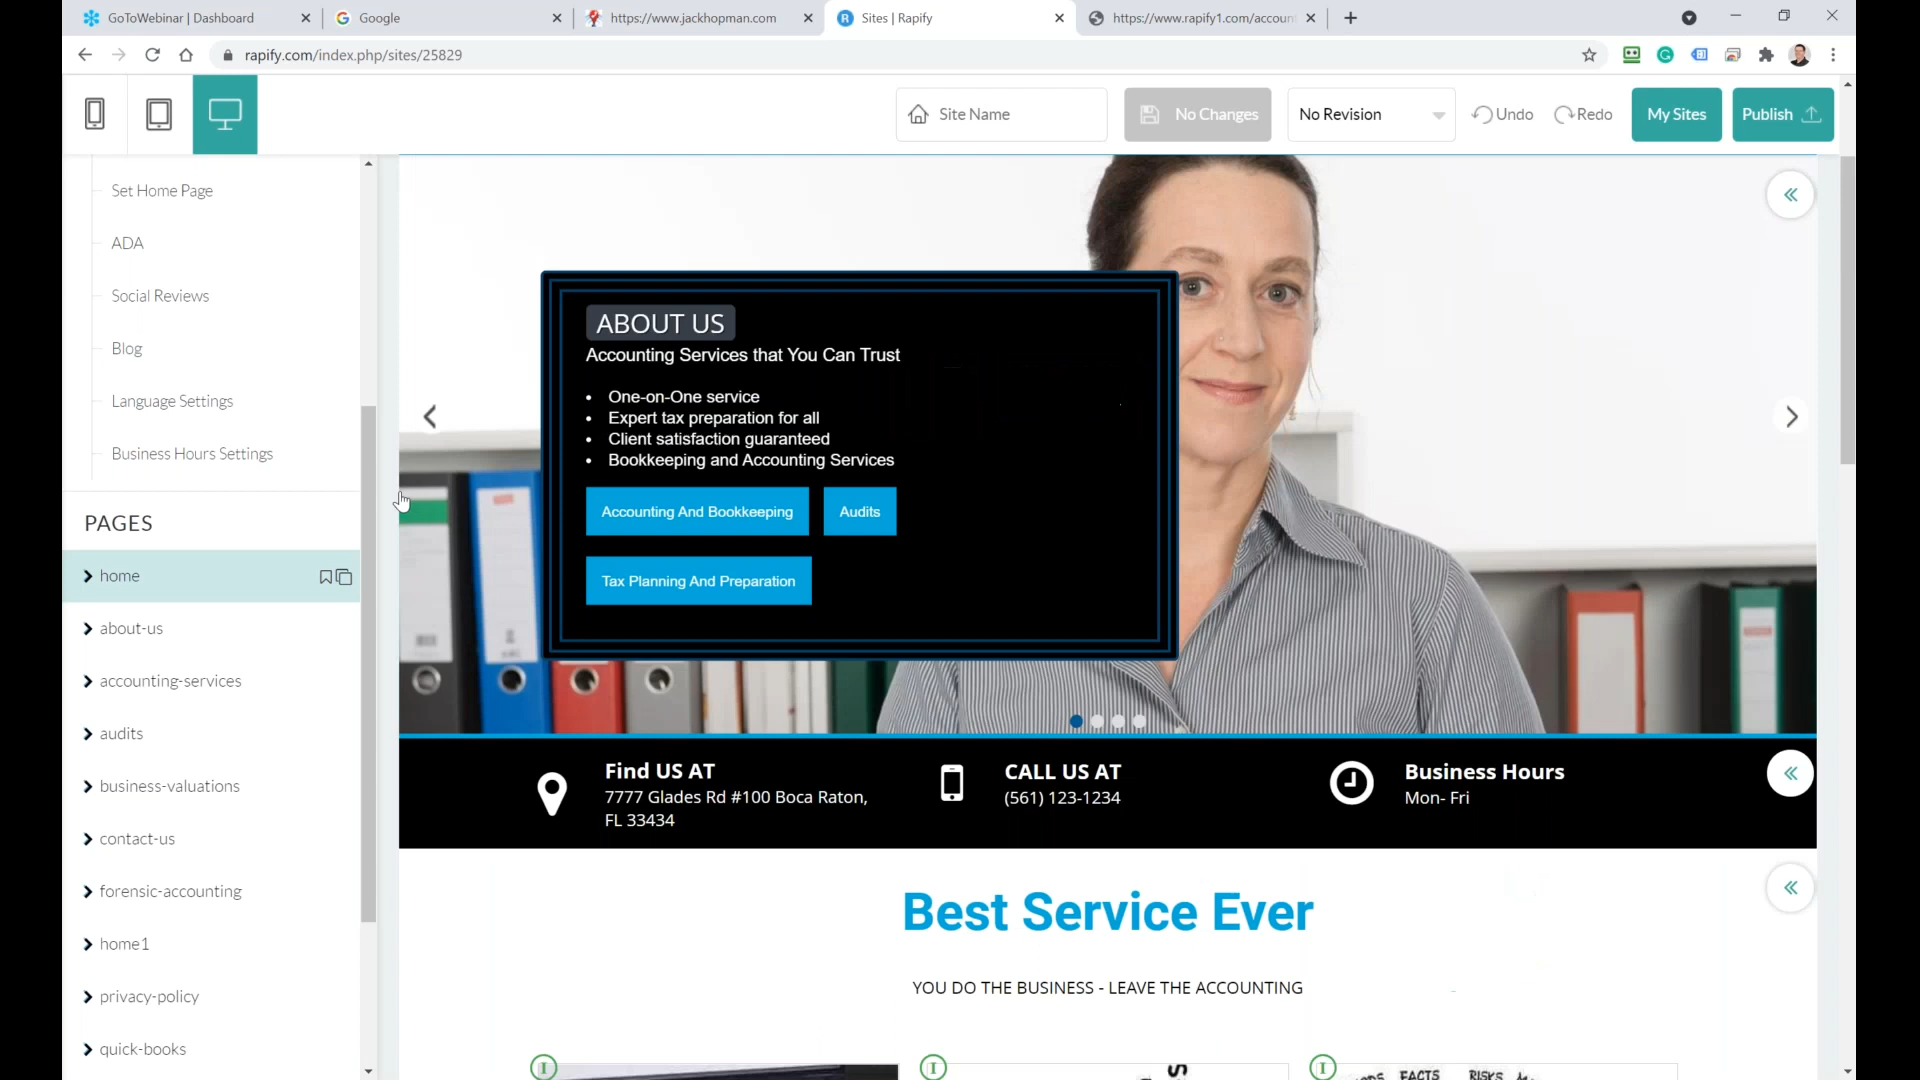 GoToWebinar | Dashboard
Google
https://www.jackhopman.com
Sites | Rapify
https://www.rapify1.com/accoun
rapify.com/index.php/sites/25829
Site Name
No Changes
No Revision
Undo
Redo
My Sites
Publish
Set Home Page
ADA
Social Reviews
Blog
Language Settings
Business Hours Settings
PAGES
home
about-us
accounting-services
audits
business-valuations
contact-us
forensic-accounting
home1
privacy-policy
quick-books
ABOUT US
Accounting Services that You Can Trust
• One-on-One service
• Expert tax preparation for all
• Client satisfaction guaranteed
• Bookkeeping and Accounting Services
Accounting And Bookkeeping
Audits
Tax Planning And Preparation
Find US AT
7777 Glades Rd #100 Boca Raton,
FL 33434
CALL US AT
(561) 123-1234
Business Hours
Mon- Fri
Best Service Ever
YOU DO THE BUSINESS - LEAVE THE ACCOUNTING
FACTS
RISKS